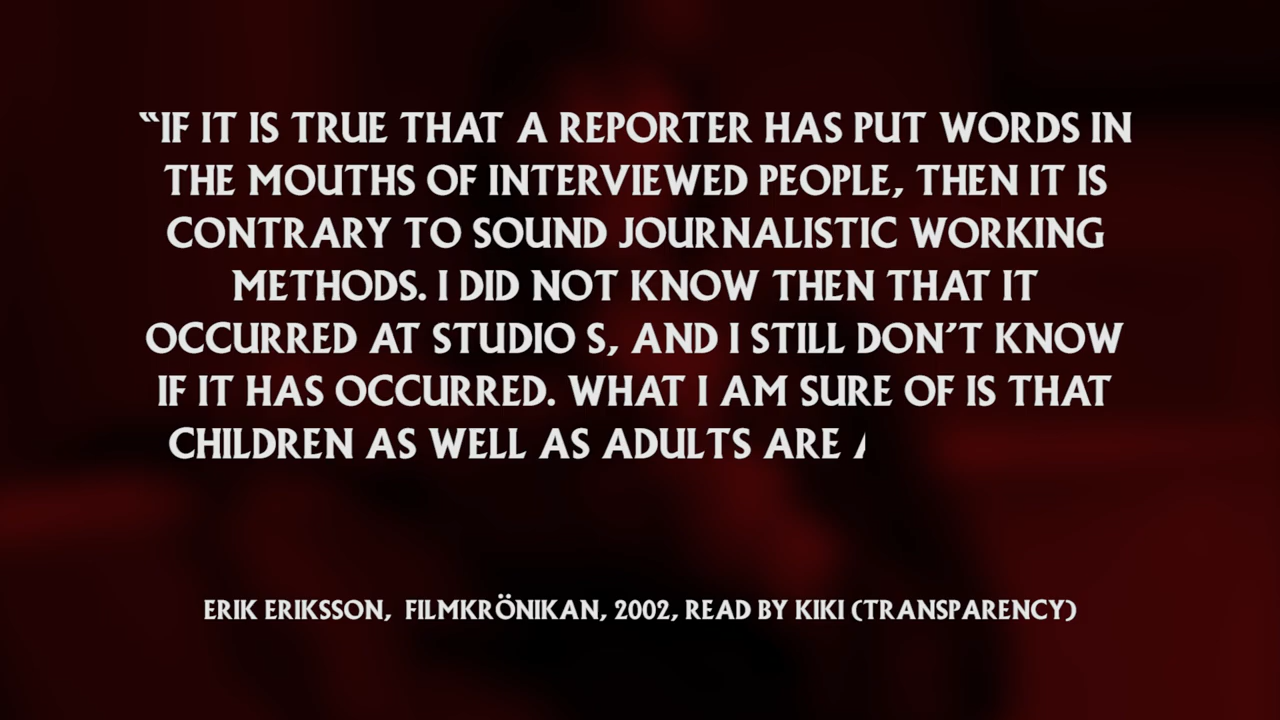 “IF IT IS TRUE THAT A REPORTER HAS PUT WORDS IN
THE MOUTHS OF INTERVIEWED PEOPLE, THEN IT IS
CONTRARY TO SOUND JOURNALISTIC WORKING
METHODS. I DID NOT KNOW THEN THAT IT
OCCURRED AT STUDIO S, AND I STILL DON’T KNOW
IF IT HAS OCCURRED. WHAT I AM SURE OF IS THAT
CHILDREN AS WELL AS ADULTS ARE
ERIK ERIKSSON, FILMKRÖNIKAN, 2002, READ BY KIKI (TRANSPARENCY)